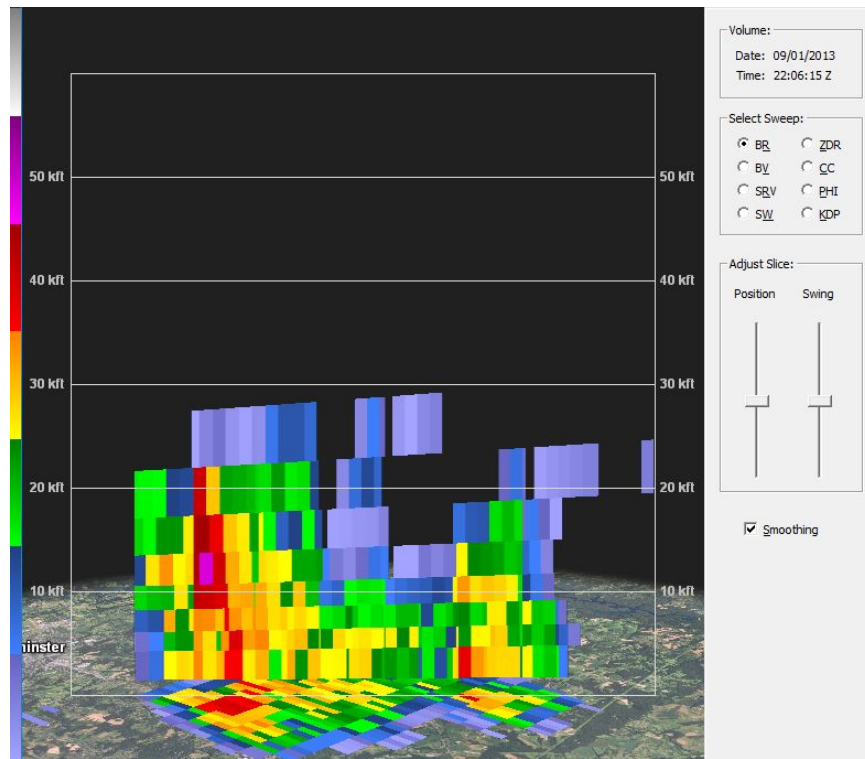 Volume:
Date: 09/01/2013
Time: 22:06:15 Z
Select Sweep:
BR ZDR
BV CC
SRV PHI
SW KDP
Adjust Slice:
Position Swing
Smoothing
50 kft 50 kft
40 kft 40 kft
30 kft 30 kft
20 kft 20 kft
10 kft 10 kft
minster